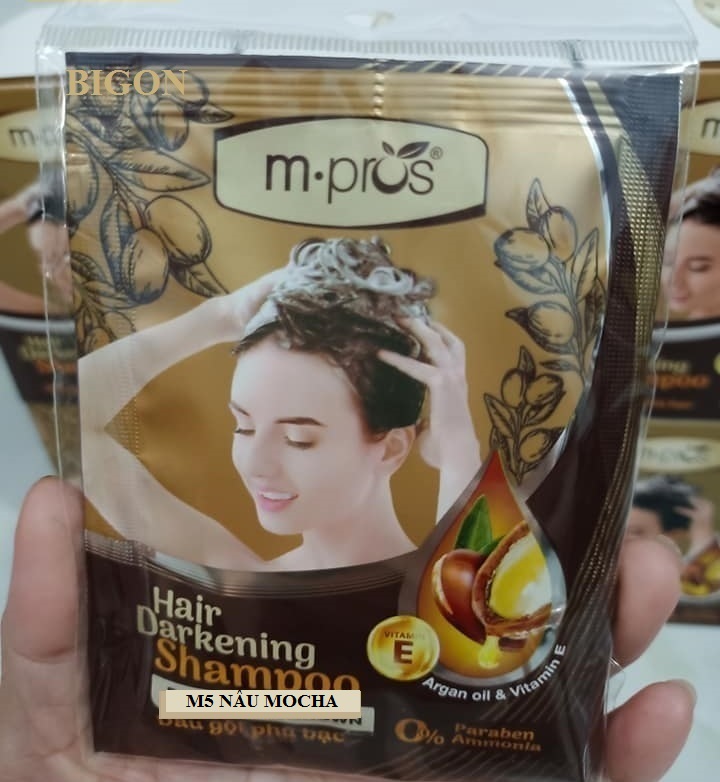 BIGON
m•pros®
Hair
Darkening
Shampoo
M5 NÂU MOCHA
Dầu gội phủ bạc
VITAMIN
E
Argan oil & Vitamin E
0% Paraben
Ammonia